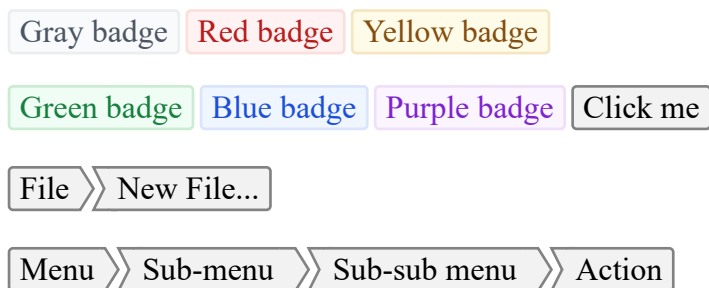 Gray badge Red badge Yellow badge
Green badge Blue badge Purple badge Click me
File New File...
Menu Sub-menu Sub-sub menu Action